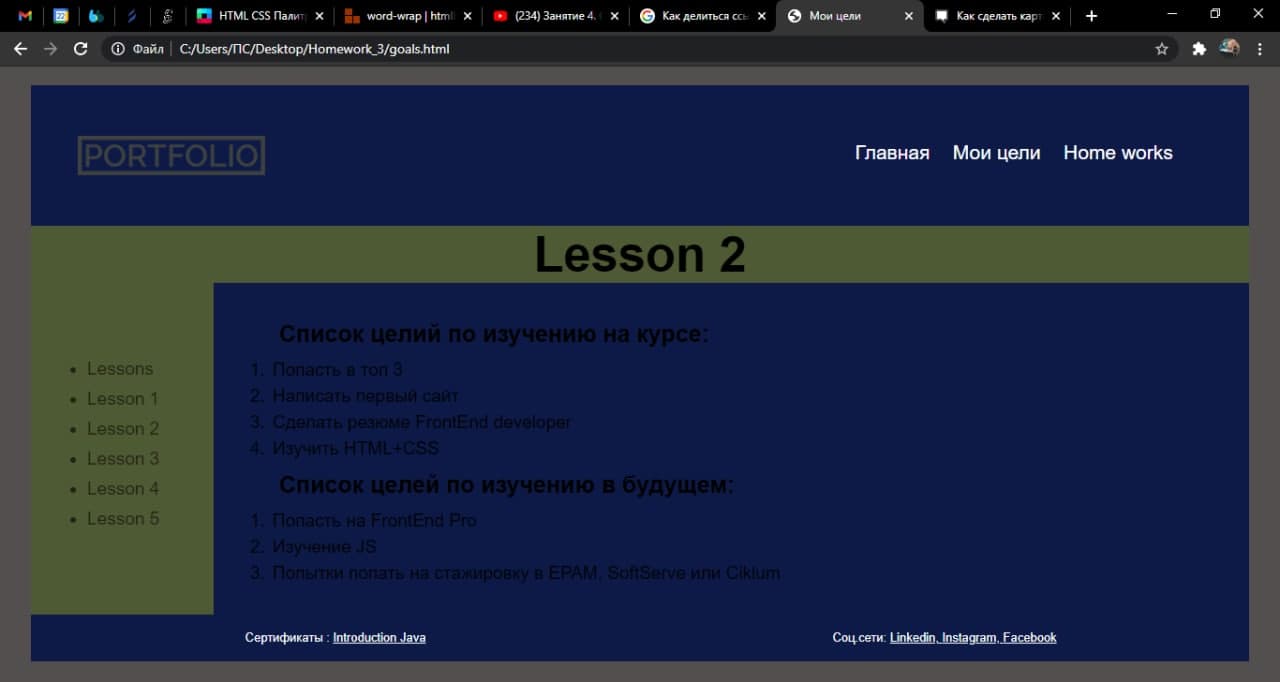 HTML CSS Палит
word-wrap | html
(234) Занятие 4.
Как делиться ссы
Мои цели
Как сделать карт
Файл C:/Users/ПС/Desktop/Homework_3/goals.html
PORTFOLIO
Главная Мои цели Home works
Lesson 2
Lessons
Lesson 1
Lesson 2
Lesson 3
Lesson 4
Lesson 5
Список целий по изучению на курсе:
1. Попасть в топ 3
2. Написать первый сайт
3. Сделать резюме FrontEnd developer
4. Изучить HTML+CSS
Список целей по изучению в будущем:
1. Попасть на FrontEnd Pro
2. Изучение JS
3. Попытки попать на стажировку в EPAM, SoftServe или Ciklum
Сертификаты : Introduction Java
Соц.сети: Linkedin, Instagram, Facebook